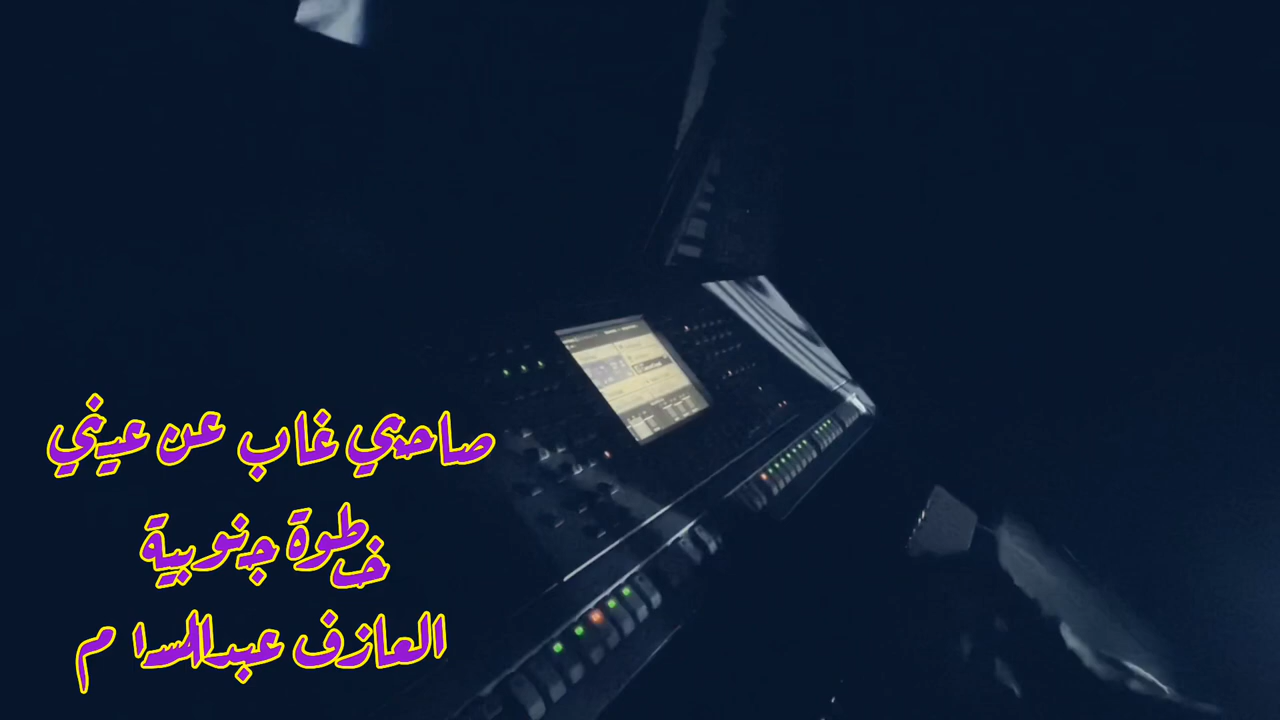 صاحبي غاب عن عيني
خطوة جنوبية
العازف عبدالسلام